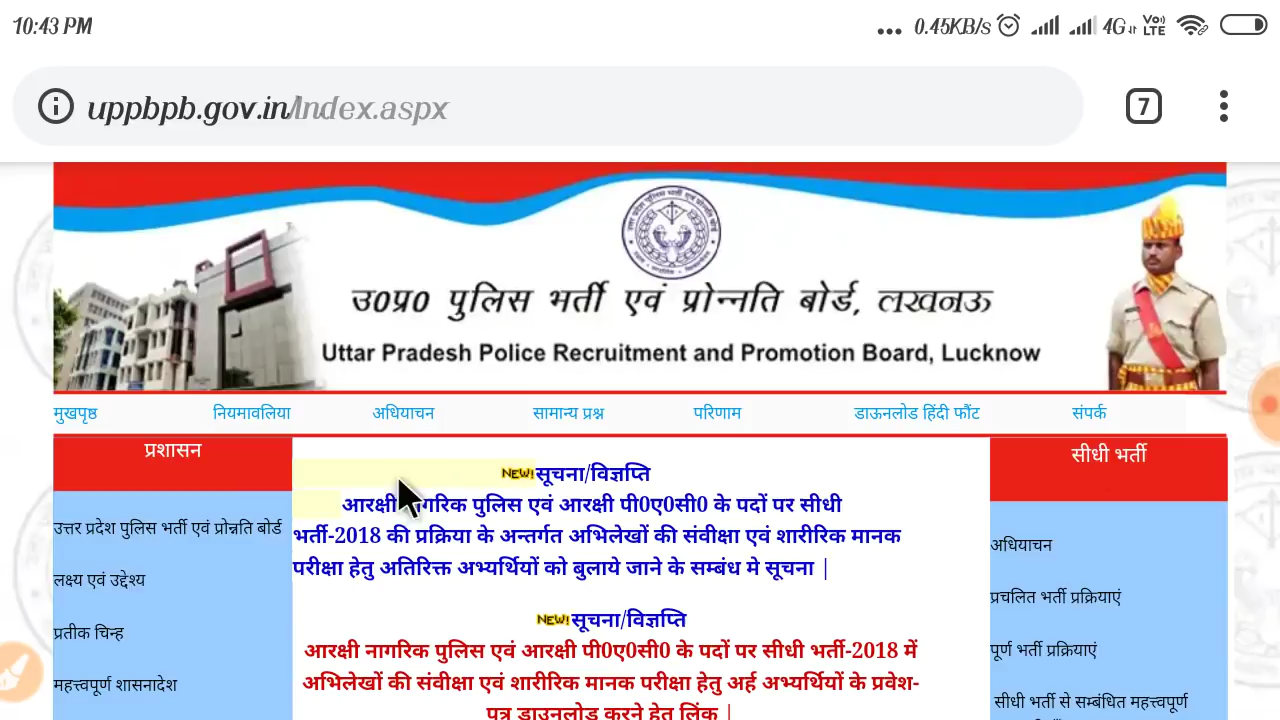 10:43 PM
... 0.45KB/s 4G Vo) LTE
uppbpb.gov.in/Index.aspx
7
उ0प्र0 पुलिस भर्ती एवं प्रोन्नति बोर्ड, लखनऊ
Uttar Pradesh Police Recruitment and Promotion Board, Lucknow
मुखपृष्ठ नियमावलिया अधियाचन सामान्य प्रश्न परिणाम डाऊनलोड हिंदी फौंट संपर्क
प्रशासन
उत्तर प्रदेश पुलिस भर्ती एवं प्रोन्नति बोर्ड
लक्ष्य एवं उद्देश्य
प्रतीक चिन्ह
महत्त्वपूर्ण शासनादेश
NEW! सूचना/विज्ञप्ति
आरक्षी नागरिक पुलिस एवं आरक्षी पी0ए0सी0 के पदों पर सीधी
भर्ती-2018 की प्रक्रिया के अन्तर्गत अभिलेखों की संवीक्षा एवं शारीरिक मानक
परीक्षा हेतु अतिरिक्त अभ्यर्थियों को बुलाये जाने के सम्बंध मे सूचना |
NEW! सूचना/विज्ञप्ति
आरक्षी नागरिक पुलिस एवं आरक्षी पी0ए0सी0 के पदों पर सीधी भर्ती-2018 में
अभिलेखों की संवीक्षा एवं शारीरिक मानक परीक्षा हेतु अर्ह अभ्यर्थियों के प्रवेश-
पत्र डाउनलोड करने हेतु लिंक |
सीधी भर्ती
अधियाचन
प्रचलित भर्ती प्रक्रियाएं
पूर्ण भर्ती प्रक्रियाएं
सीधी भर्ती से सम्बंधित महत्त्वपूर्ण